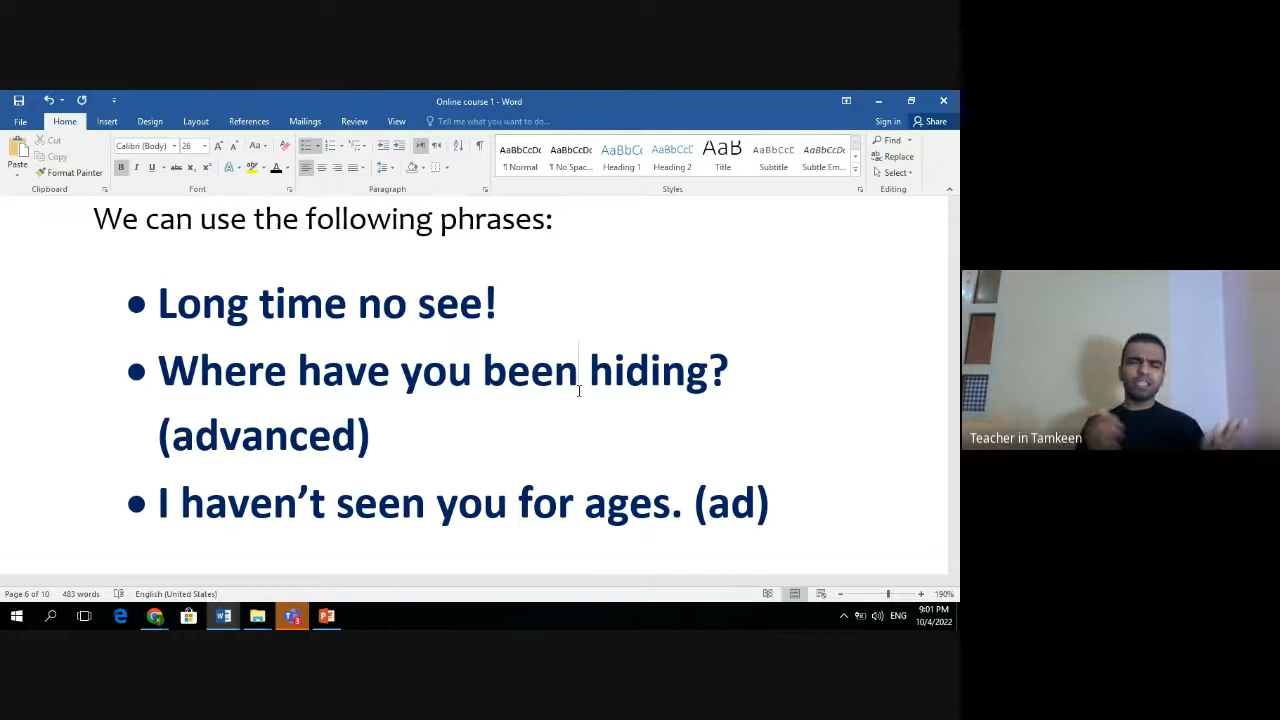 Online course 1 - Word
Sign in
Share
File
Home
Insert
Design
Layout
References
Mailings
Review
View
Tell me what you want to do...
Paste
Cut
Copy
Format Painter
Clipboard
Calibri (Body)
26
Font
Paragraph
AaBbCcDc
AaBbCcDc
AaBbCc
AaBbCcC
AaBbCcD
AaBbCcDc
¶ Normal
¶ No Spac...
Heading 1
Heading 2
Title
Subtitle
Subtle Em...
Styles
Find
Replace
Select
Editing
We can use the following phrases:
• Long time no see!
• Where have you been hiding?
(advanced)
• I haven’t seen you for ages. (ad)
Teacher in Tamkeen
Page 6 of 10
483 words
English (United States)
190%
ENG
9:01 PM
10/4/2022